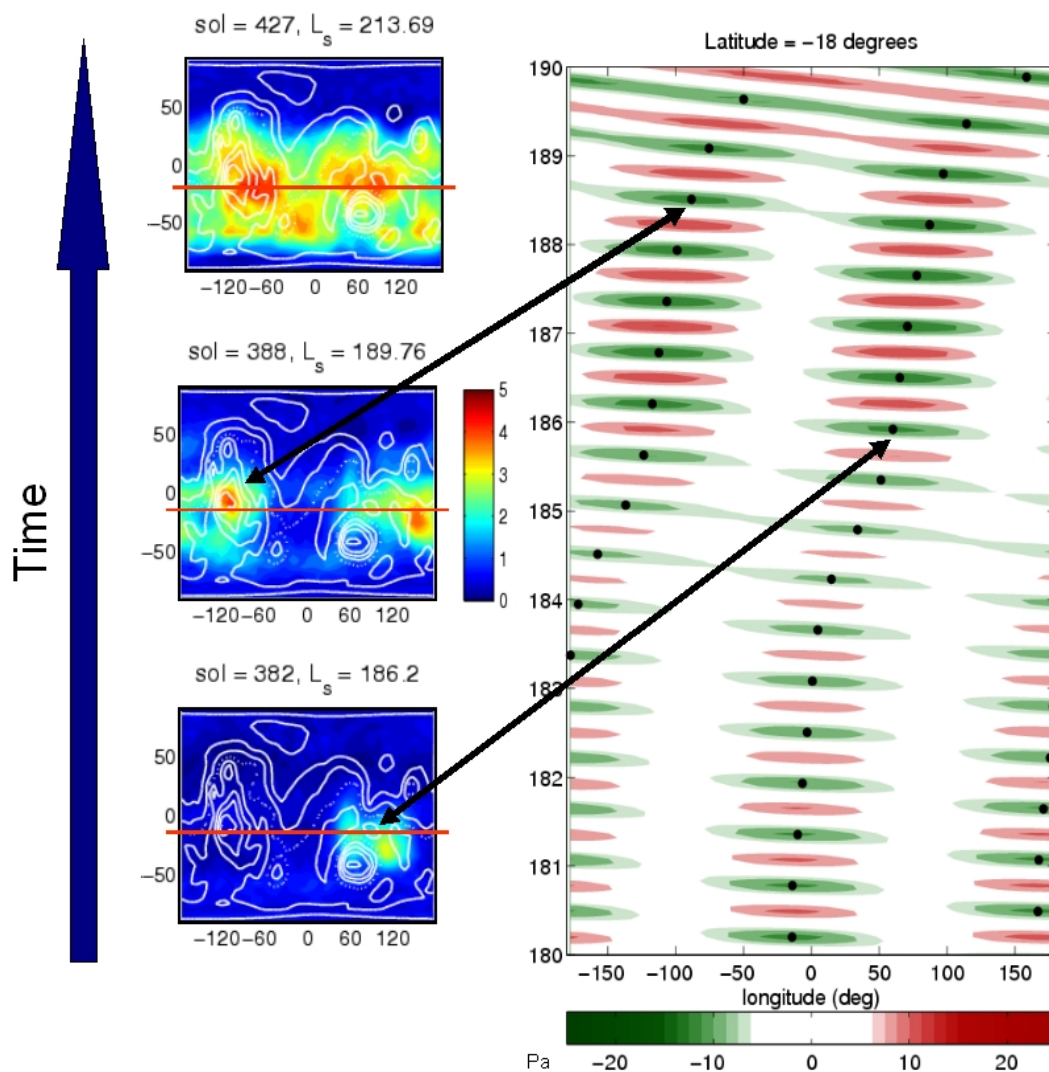 Time
sol = 427, L_s = 213.69
50
0
−50
−120 −60 0 60 120
sol = 388, L_s = 189.76
50
0
−50
−120 −60 0 60 120
5
4
3
2
1
0
sol = 382, L_s = 186.2
50
0
−50
−120 −60 0 60 120
Latitude = −18 degrees
190
189
188
187
186
185
184
183
182
181
180
−150 −100 −50 0 50 100 150
longitude (deg)
Pa −20 −10 0 10 20